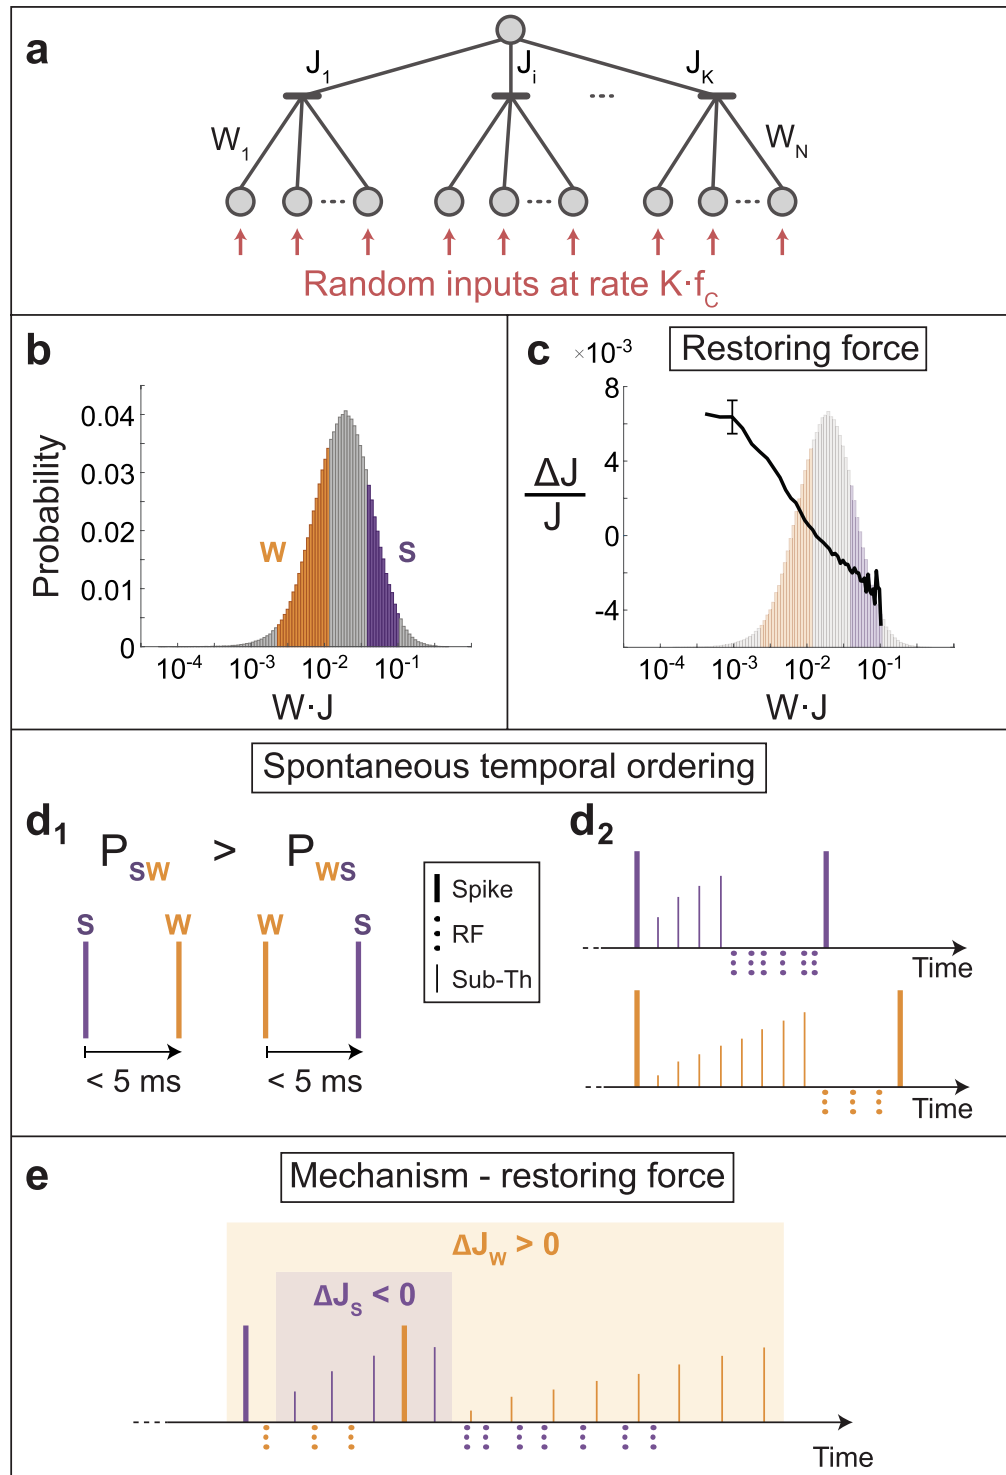 a
J1 Ji JK
W1 WN
Random inputs at rate K·fC
b
Probability
0.04
0.03
0.02
0.01
0
W S
10-4 10-3 10-2 10-1
W·J
c ×10-3 Restoring force
ΔJ
J
8
4
0
-4
10-4 10-3 10-2 10-1
W·J
Spontaneous temporal ordering
d1
PSW > PWS
S W W S
< 5 ms < 5 ms
Spike
RF
Sub-Th
d2
Time
Time
e Mechanism - restoring force
ΔJW > 0
ΔJS < 0
Time